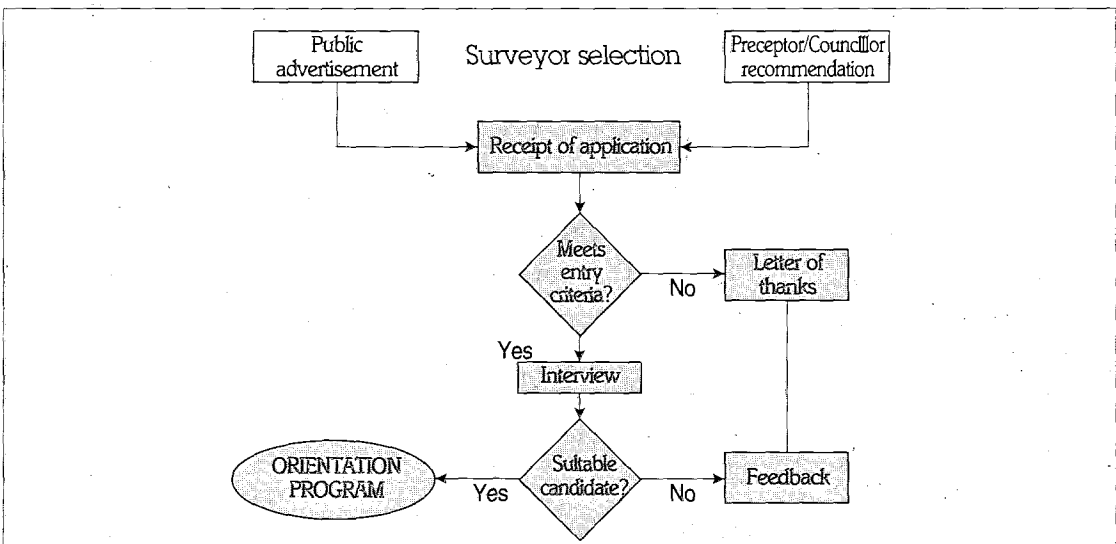 Public
advertisement
Surveyor selection
Preceptor/Councillor
recommendation
Receipt of application
Meets
entry
criteria?
No
Letter of
thanks
Yes
Interview
ORIENTATION
PROGRAM
Yes
Suitable
candidate?
No
Feedback